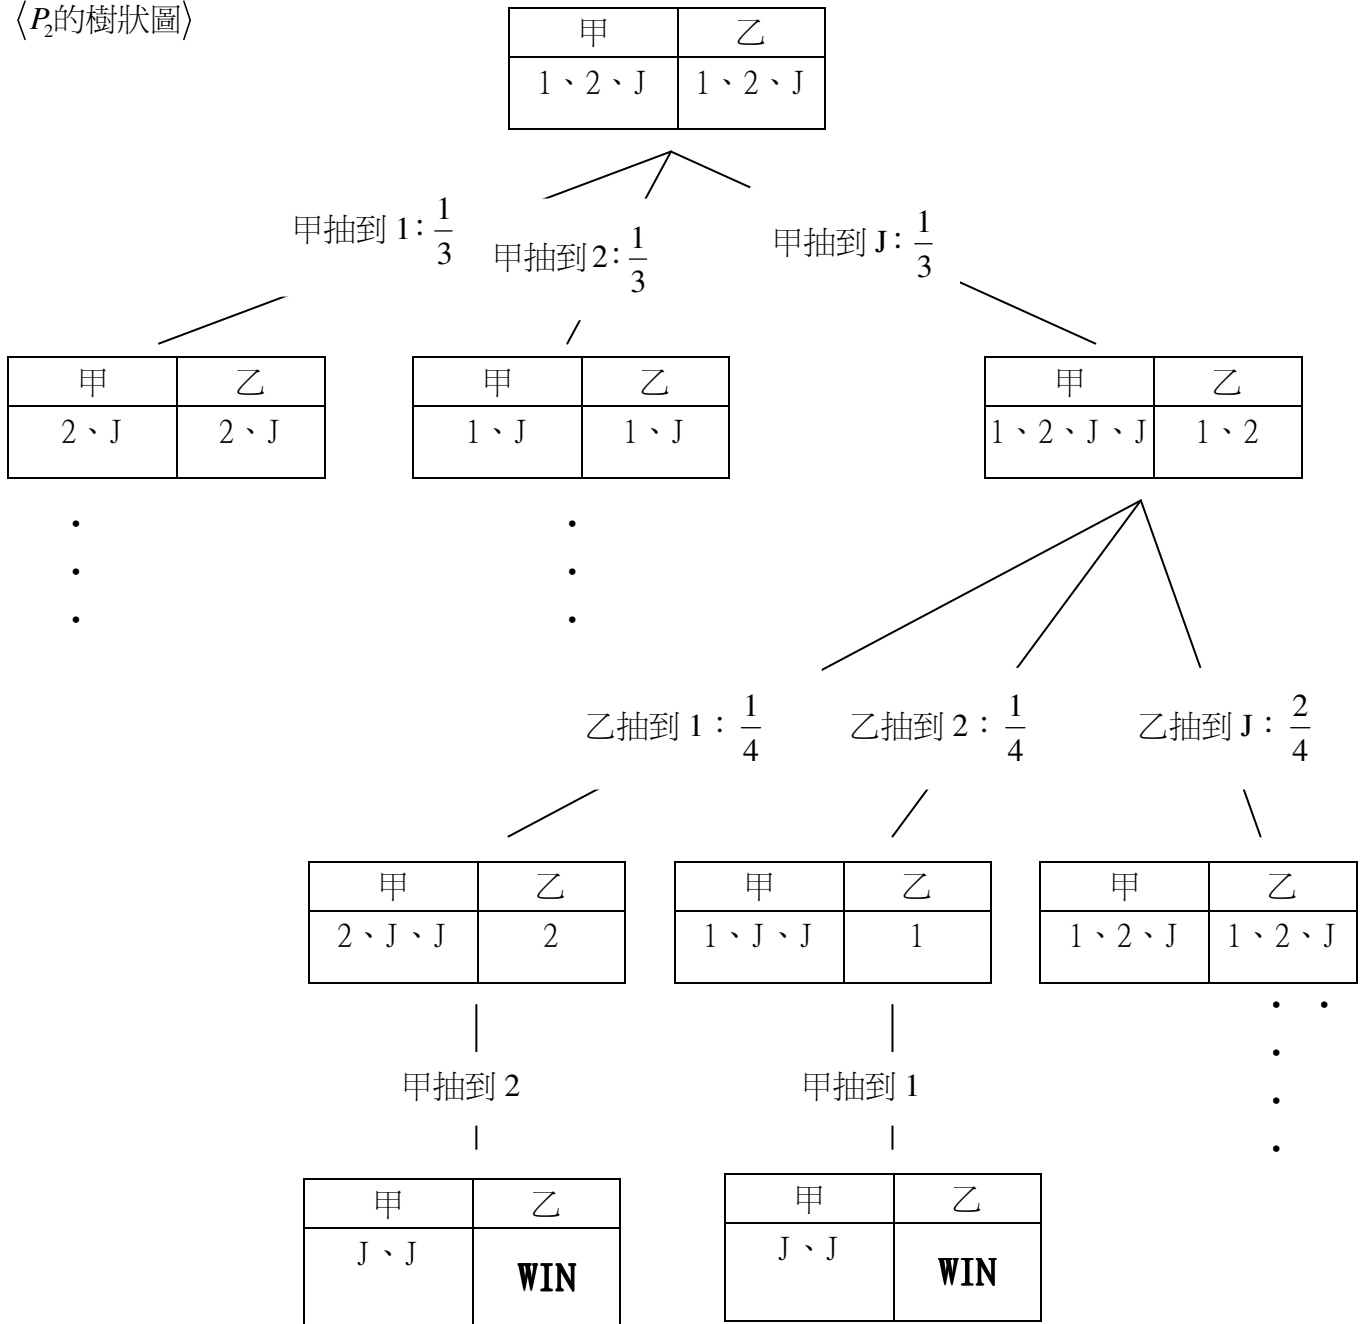 〈P₂的樹狀圖〉
甲 乙
1、2、J 1、2、J
甲抽到 1: 1/3 甲抽到 2: 1/3 甲抽到 J: 1/3
甲 乙 甲 乙 甲 乙
2、J 2、J 1、J 1、J 1、2、J、J 1、2
乙抽到 1: 1/4 乙抽到 2: 1/4 乙抽到 J: 2/4
甲 乙 甲 乙 甲 乙
2、J、J 2 1、J、J 1 1、2、J 1、2、J
甲抽到 2 甲抽到 1
甲 乙 甲 乙
J、J WIN J、J WIN